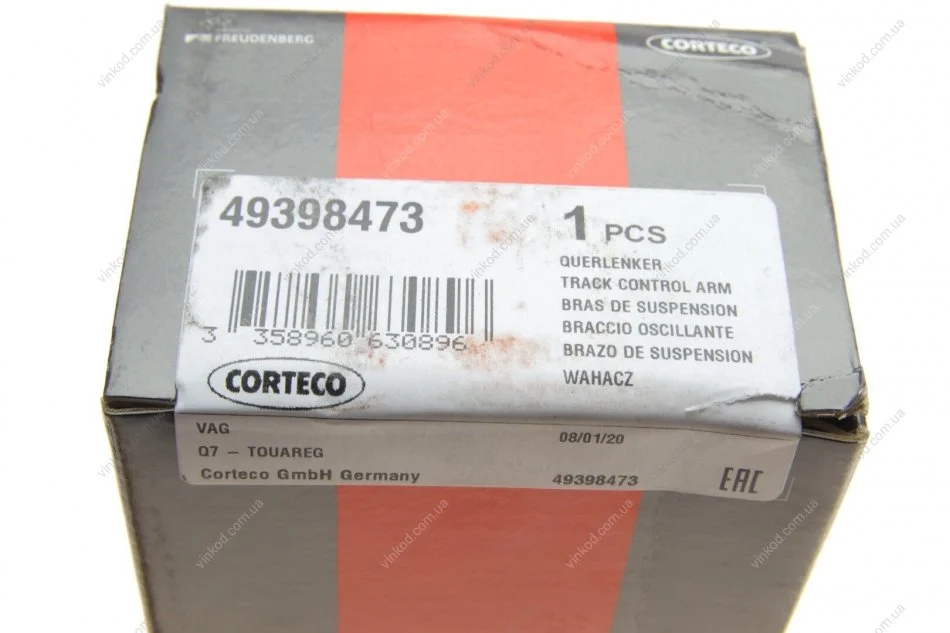 FREUDENBERG
CORTECO
49398473
1 PCS
QUERLENKER
TRACK CONTROL ARM
BRAS DE SUSPENSION
BRACCIO OSCILLANTE
BRAZO DE SUSPENSION
WAHACZ
3 358960 630896
CORTECO
VAG
08/01/20
Q7 - TOUAREG
Corteco GmbH Germany
49398473
EAC
vinkod.com.ua